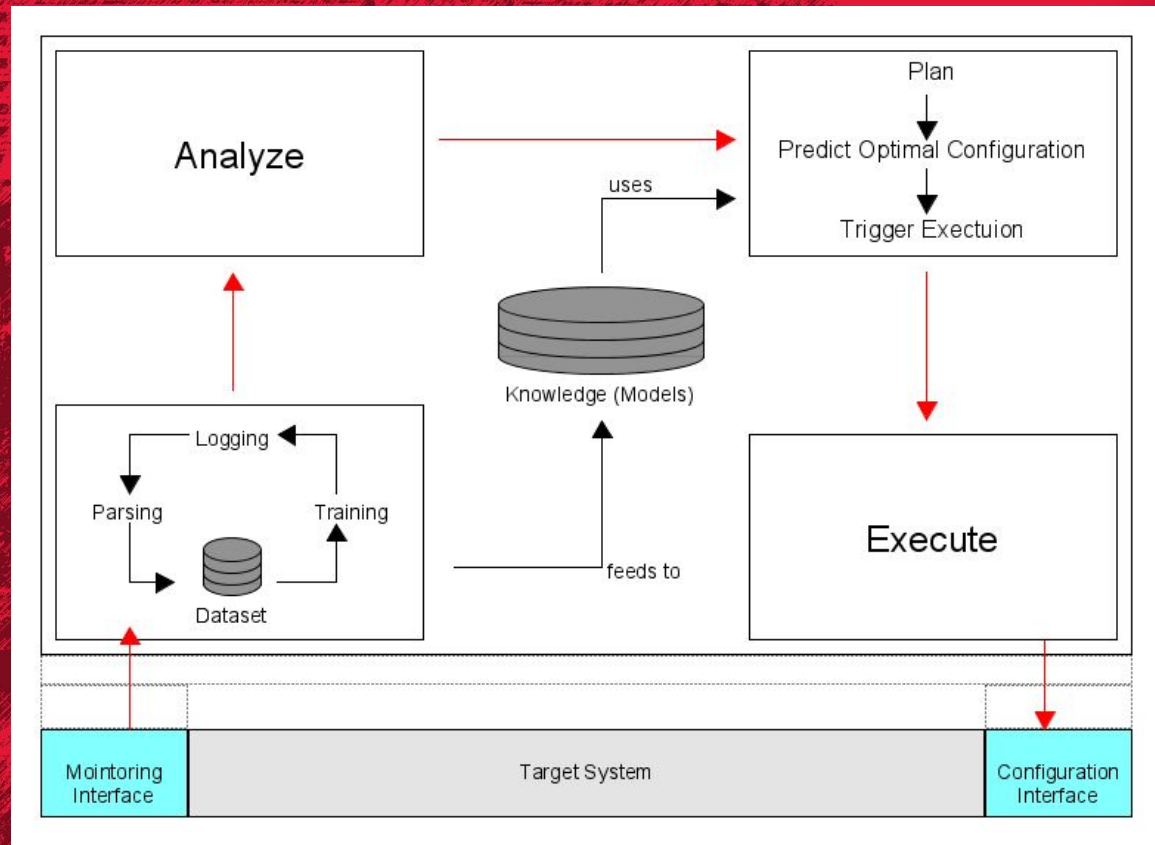 Analyze
Plan
Predict Optimal Configuration
Trigger Exectuion
uses
Knowledge (Models)
Logging
Parsing
Training
Dataset
feeds to
Execute
Mointoring
Interface
Target System
Configuration
Interface